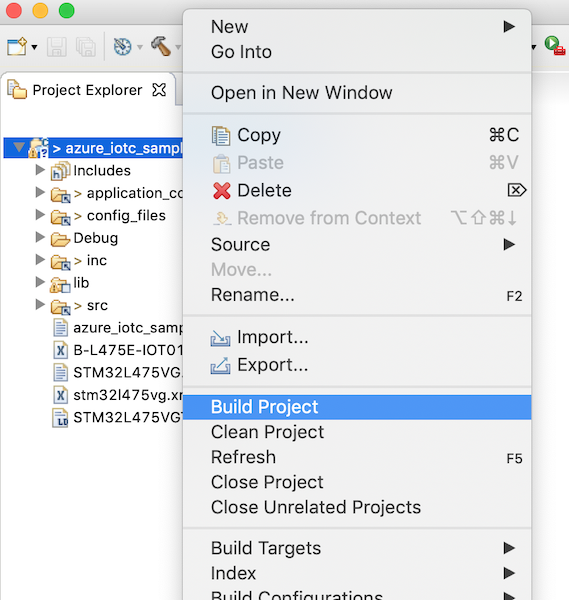 New
Go Into
Open in New Window
Copy ⌘C
Paste ⌘V
Delete ⌦
Remove from Context ⌥⇧⌘↓
Source
Move...
Rename... F2
Import...
Export...
Build Project
Clean Project
Refresh F5
Close Project
Close Unrelated Projects
Build Targets
Index
Build Configurations
Project Explorer
> azure_iotc_samp
Includes
> application_co
> config_files
Debug
> inc
lib
> src
azure_iotc_samp
B-L475E-IOT01
STM32L475VG
stm32l475vg.xr
STM32L475VG